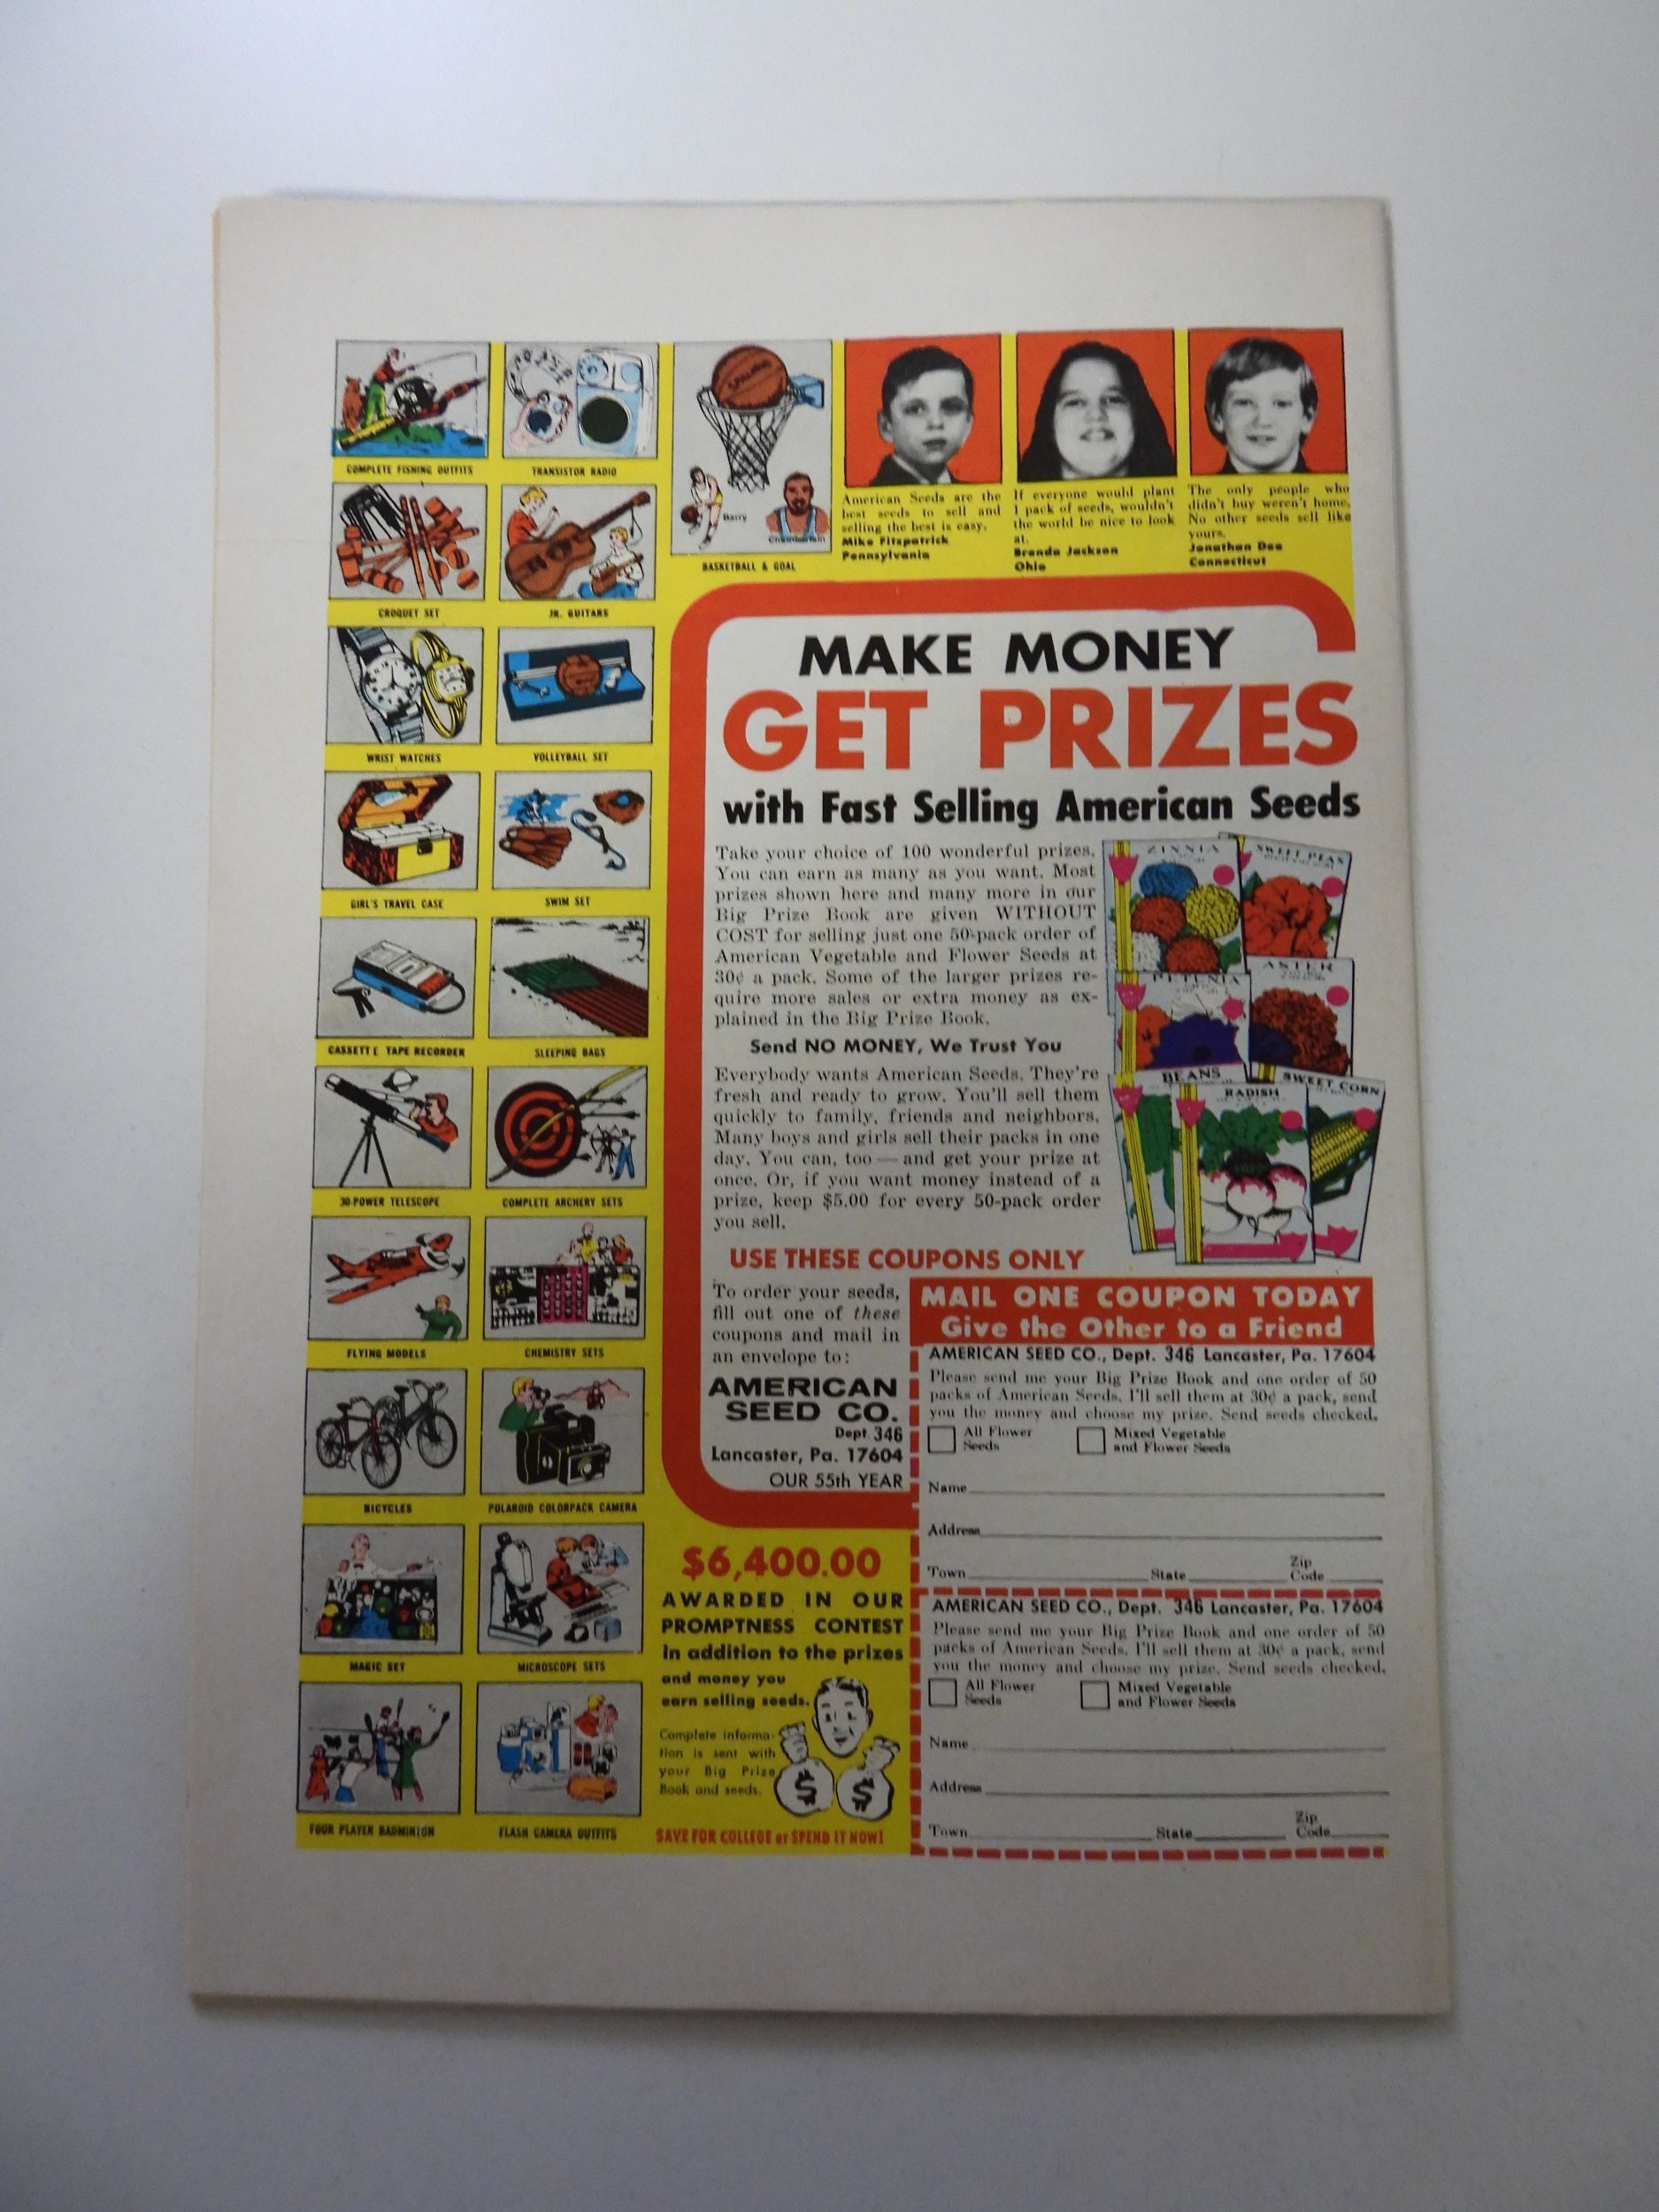 COMPLETE FISHING OUTFITS
TRANSISTOR RADIO
CROQUET SET
JR. GUITARS
WRIST WATCHES
VOLLEYBALL SET
GIRL'S TRAVEL CASE
SWIM SET
CASSETTE TAPE RECORDER
SLEEPING BAGS
30-POWER TELESCOPE
COMPLETE ARCHERY SETS
FLYING MODELS
CHEMISTRY SETS
BICYCLES
POLAROID COLORPACK CAMERA
MAGIC SET
MICROSCOPE SETS
FOUR PLAYER BADMINTON
FLASH CAMERA OUTFITS
SPALDING
Barry
Chamberlain
BASKETBALL & GOAL
American Seeds are the
best seeds to sell and
selling the best is easy.
Mike Fitzpatrick
Pennsylvania
If everyone would plant
1 pack of seeds, wouldn't
the world be nice to look
at.
Brenda Jackson
Ohio
The only people who
didn't buy weren't home.
No other seeds sell like
yours.
Jonathan Dee
Connecticut
MAKE MONEY
GET PRIZES
with Fast Selling American Seeds
Take your choice of 100 wonderful prizes.
You can earn as many as you want. Most
prizes shown here and many more in our
Big Prize Book are given WITHOUT
COST for selling just one 50-pack order of
American Vegetable and Flower Seeds at
30¢ a pack. Some of the larger prizes re-
quire more sales or extra money as ex-
plained in the Big Prize Book.
Send NO MONEY, We Trust You
Everybody wants American Seeds. They're
fresh and ready to grow. You'll sell them
quickly to family, friends and neighbors.
Many boys and girls sell their packs in one
day. You can, too — and get your prize at
once. Or, if you want money instead of a
prize, keep $5.00 for every 50-pack order
you sell.
ZINNIA
SWEET PEAS
PETUNIA
ASTER
BEANS
RADISH
SWEET CORN
USE THESE COUPONS ONLY
To order your seeds,
fill out one of these
coupons and mail in
an envelope to:
AMERICAN
SEED CO.
Dept. 346
Lancaster, Pa. 17604
OUR 55th YEAR
MAIL ONE COUPON TODAY
Give the Other to a Friend
AMERICAN SEED CO., Dept. 346 Lancaster, Pa. 17604
Please send me your Big Prize Book and one order of 50
packs of American Seeds. I'll sell them at 30¢ a pack, send
you the money and choose my prize. Send seeds checked.
All Flower Seeds
Mixed Vegetable and Flower Seeds
Name
Address
Town State Zip Code
AMERICAN SEED CO., Dept. 346 Lancaster, Pa. 17604
Please send me your Big Prize Book and one order of 50
packs of American Seeds. I'll sell them at 30¢ a pack, send
you the money and choose my prize. Send seeds checked.
All Flower Seeds
Mixed Vegetable and Flower Seeds
Name
Address
Town State Zip Code
$6,400.00
AWARDED IN OUR
PROMPTNESS CONTEST
in addition to the prizes
and money you
earn selling seeds.
Complete informa-
tion is sent with
your Big Prize
Book and seeds.
$ $
SAVE FOR COLLEGE or SPEND IT NOW!